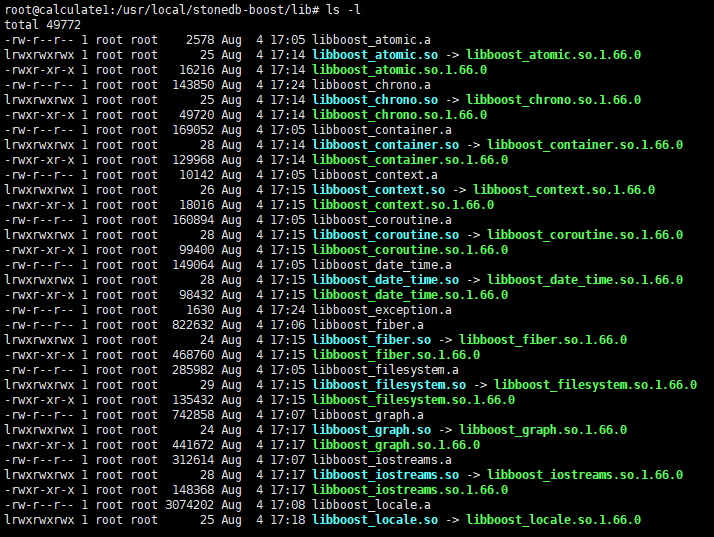 root@calculate1:/usr/local/stonedb-boost/lib# ls -l
total 49772
-rw-r--r-- 1 root root    2578 Aug  4 17:05 libboost_atomic.a
lrwxrwxrwx 1 root root      25 Aug  4 17:14 libboost_atomic.so -> libboost_atomic.so.1.66.0
-rwxr-xr-x 1 root root   16216 Aug  4 17:14 libboost_atomic.so.1.66.0
-rw-r--r-- 1 root root  143850 Aug  4 17:24 libboost_chrono.a
lrwxrwxrwx 1 root root      25 Aug  4 17:14 libboost_chrono.so -> libboost_chrono.so.1.66.0
-rwxr-xr-x 1 root root   49720 Aug  4 17:14 libboost_chrono.so.1.66.0
-rw-r--r-- 1 root root  169052 Aug  4 17:05 libboost_container.a
lrwxrwxrwx 1 root root      28 Aug  4 17:14 libboost_container.so -> libboost_container.so.1.66.0
-rwxr-xr-x 1 root root  129968 Aug  4 17:14 libboost_container.so.1.66.0
-rw-r--r-- 1 root root   10142 Aug  4 17:05 libboost_context.a
lrwxrwxrwx 1 root root      26 Aug  4 17:15 libboost_context.so -> libboost_context.so.1.66.0
-rwxr-xr-x 1 root root   18016 Aug  4 17:15 libboost_context.so.1.66.0
-rw-r--r-- 1 root root  160894 Aug  4 17:05 libboost_coroutine.a
lrwxrwxrwx 1 root root      28 Aug  4 17:15 libboost_coroutine.so -> libboost_coroutine.so.1.66.0
-rwxr-xr-x 1 root root   99400 Aug  4 17:15 libboost_coroutine.so.1.66.0
-rw-r--r-- 1 root root  149064 Aug  4 17:05 libboost_date_time.a
lrwxrwxrwx 1 root root      28 Aug  4 17:15 libboost_date_time.so -> libboost_date_time.so.1.66.0
-rwxr-xr-x 1 root root   98432 Aug  4 17:15 libboost_date_time.so.1.66.0
-rw-r--r-- 1 root root    1630 Aug  4 17:24 libboost_exception.a
-rw-r--r-- 1 root root  822632 Aug  4 17:06 libboost_fiber.a
lrwxrwxrwx 1 root root      24 Aug  4 17:15 libboost_fiber.so -> libboost_fiber.so.1.66.0
-rwxr-xr-x 1 root root  468760 Aug  4 17:15 libboost_fiber.so.1.66.0
-rw-r--r-- 1 root root  285982 Aug  4 17:05 libboost_filesystem.a
lrwxrwxrwx 1 root root      29 Aug  4 17:15 libboost_filesystem.so -> libboost_filesystem.so.1.66.0
-rwxr-xr-x 1 root root  135432 Aug  4 17:15 libboost_filesystem.so.1.66.0
-rw-r--r-- 1 root root  742858 Aug  4 17:07 libboost_graph.a
lrwxrwxrwx 1 root root      24 Aug  4 17:17 libboost_graph.so -> libboost_graph.so.1.66.0
-rwxr-xr-x 1 root root  441672 Aug  4 17:17 libboost_graph.so.1.66.0
-rw-r--r-- 1 root root  312614 Aug  4 17:07 libboost_iostreams.a
lrwxrwxrwx 1 root root      28 Aug  4 17:17 libboost_iostreams.so -> libboost_iostreams.so.1.66.0
-rwxr-xr-x 1 root root  148368 Aug  4 17:17 libboost_iostreams.so.1.66.0
-rw-r--r-- 1 root root 3074202 Aug  4 17:08 libboost_locale.a
lrwxrwxrwx 1 root root      25 Aug  4 17:18 libboost_locale.so -> libboost_locale.so.1.66.0